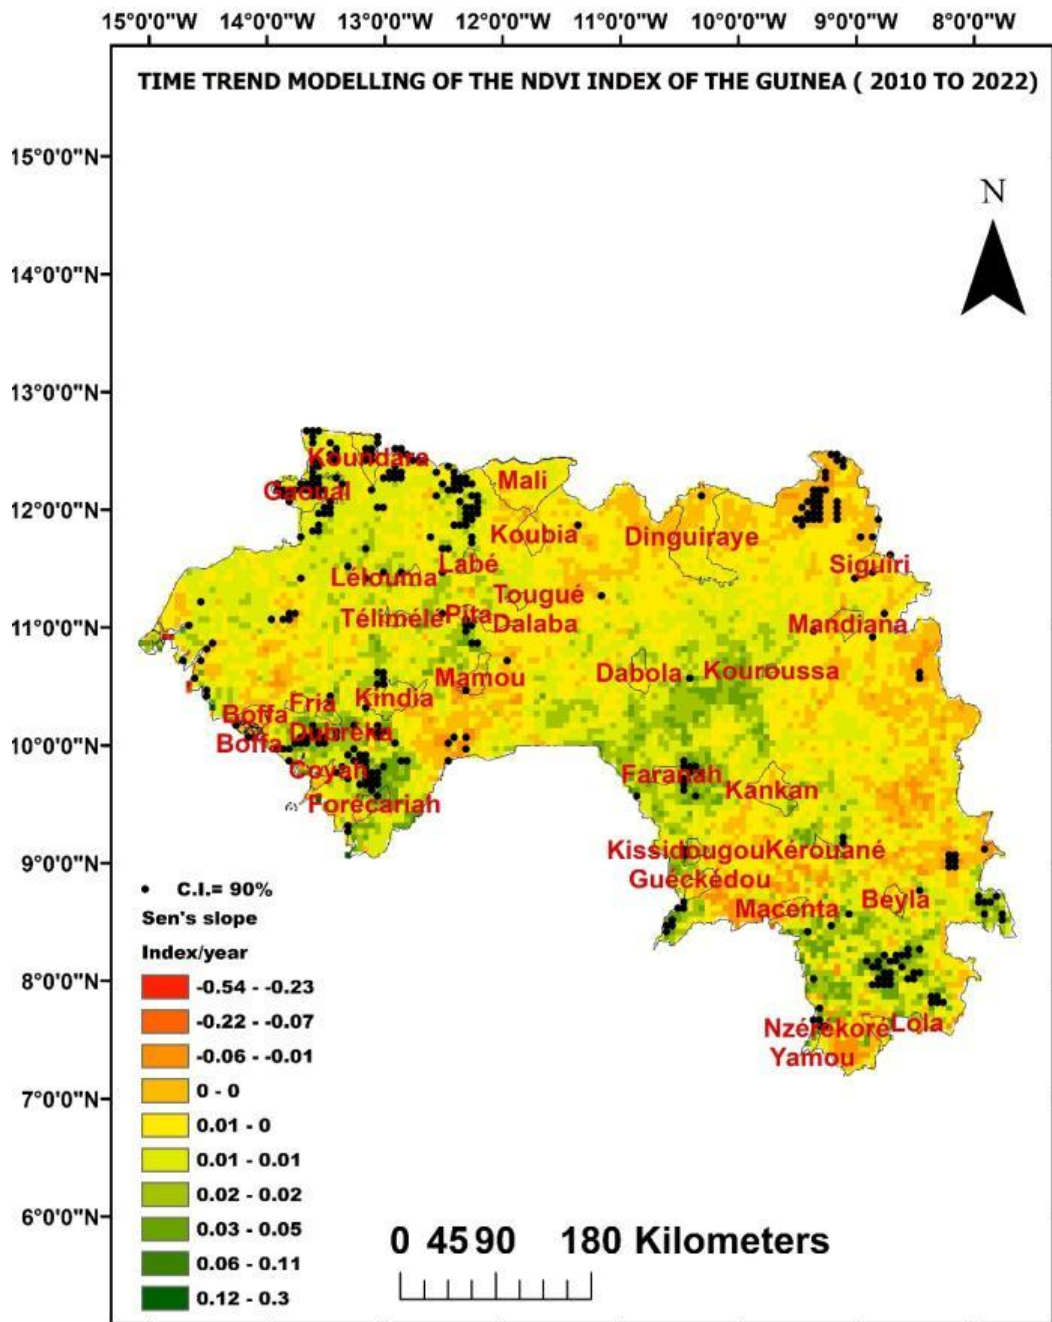 15°0'0"W 14°0'0"W 13°0'0"W 12°0'0"W 11°0'0"W 10°0'0"W 9°0'0"W 8°0'0"W
TIME TREND MODELLING OF THE NDVI INDEX OF THE GUINEA ( 2010 TO 2022)
15°0'0"N
N
14°0'0"N
13°0'0"N
Koundara
Mali
Gaoual
12°0'0"N
Koubia
Dinguiraye
Siguiri
Labé
Lélouma
Tougué
Télimélé
Pita
Dalaba
Mandiana
11°0'0"N
Dabola
Kouroussa
Mamou
Kindia
Fria
Boffa
Dubréka
Boffa
10°0'0"N
Coyah
Faranah
Kankan
Forécariah
Kissidougou
Kérouané
9°0'0"N
Guéckédou
Beyla
Macenta
C.I.= 90%
Sen's slope
Index/year
8°0'0"N
-0.54 - -0.23
-0.22 - -0.07
Nzérékoré
Lola
Yamou
-0.06 - -0.01
7°0'0"N
0 - 0
0.01 - 0
0.01 - 0.01
0.02 - 0.02
6°0'0"N
0.03 - 0.05
0.06 - 0.11
0.12 - 0.3
0 45 90 180 Kilometers